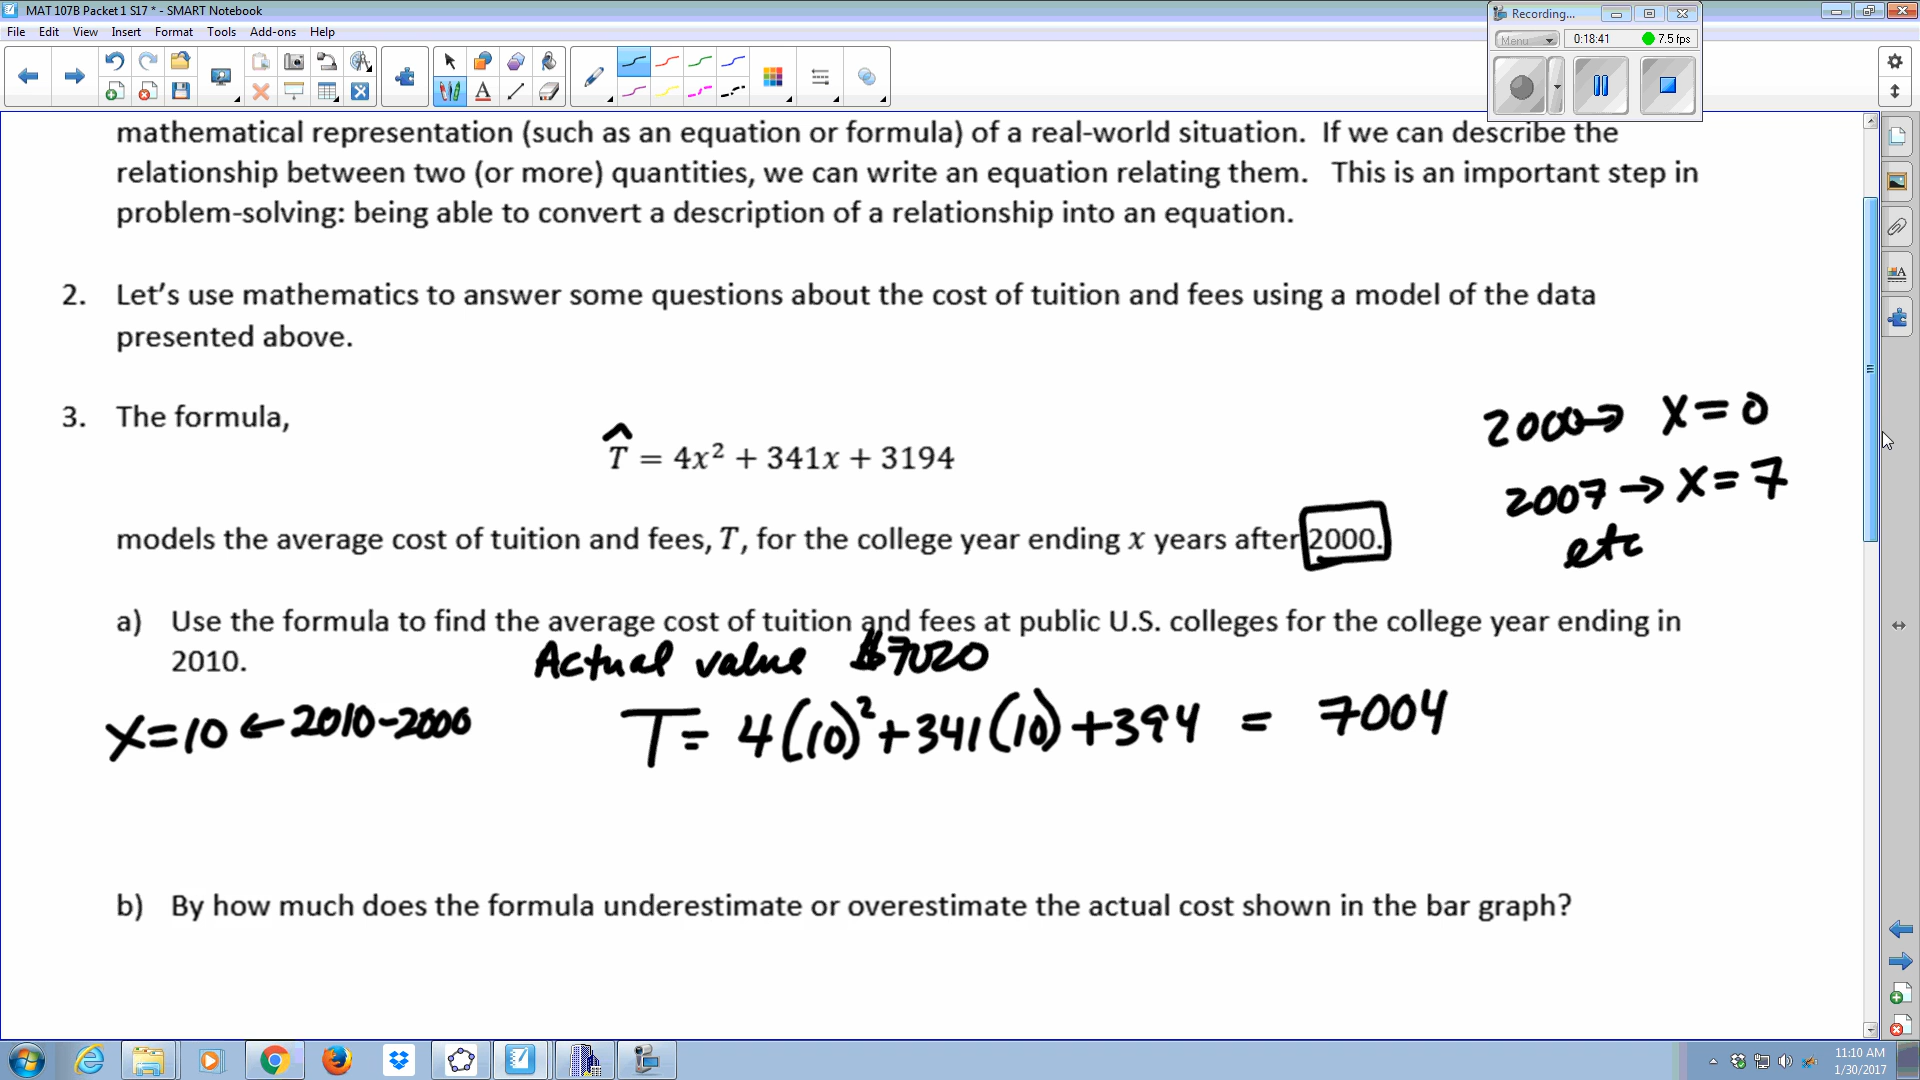 MAT 107B Packet 1 S17 * - SMART Notebook
Recording...
File Edit View Insert Format Tools Add-ons Help
Menu 0:18:41 7.5 fps
mathematical representation (such as an equation or formula) of a real-world situation. If we can describe the
relationship between two (or more) quantities, we can write an equation relating them. This is an important step in
problem-solving: being able to convert a description of a relationship into an equation.
2. Let's use mathematics to answer some questions about the cost of tuition and fees using a model of the data
presented above.
3. The formula,
2000→ X=0
T̂ = 4x² + 341x + 3194
2007→X=7
models the average cost of tuition and fees, T, for the college year ending x years after 2000.
etc
a) Use the formula to find the average cost of tuition and fees at public U.S. colleges for the college year ending in
2010.
Actual value $7020
X=10 ←2010-2000
T= 4(10)²+341(10)+394 = 7004
b) By how much does the formula underestimate or overestimate the actual cost shown in the bar graph?
11:10 AM
1/30/2017